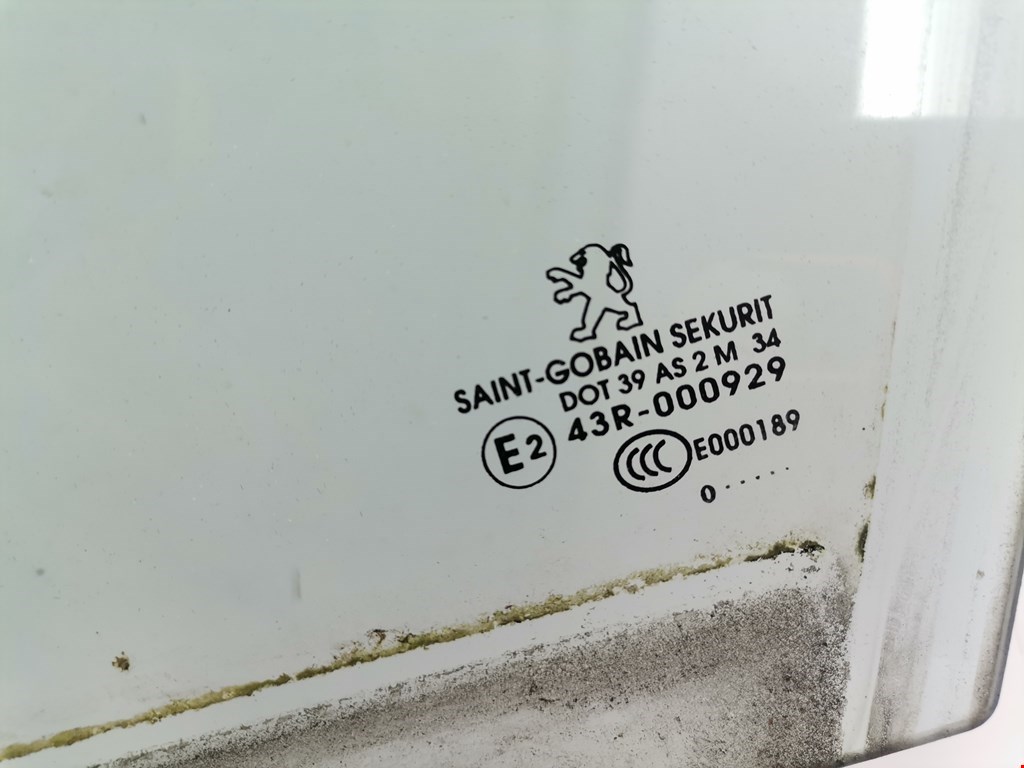 SAINT-GOBAIN SEKURIT
DOT 39 AS 2 M 34
E2 43R-000929
CCC E000189
0 .....